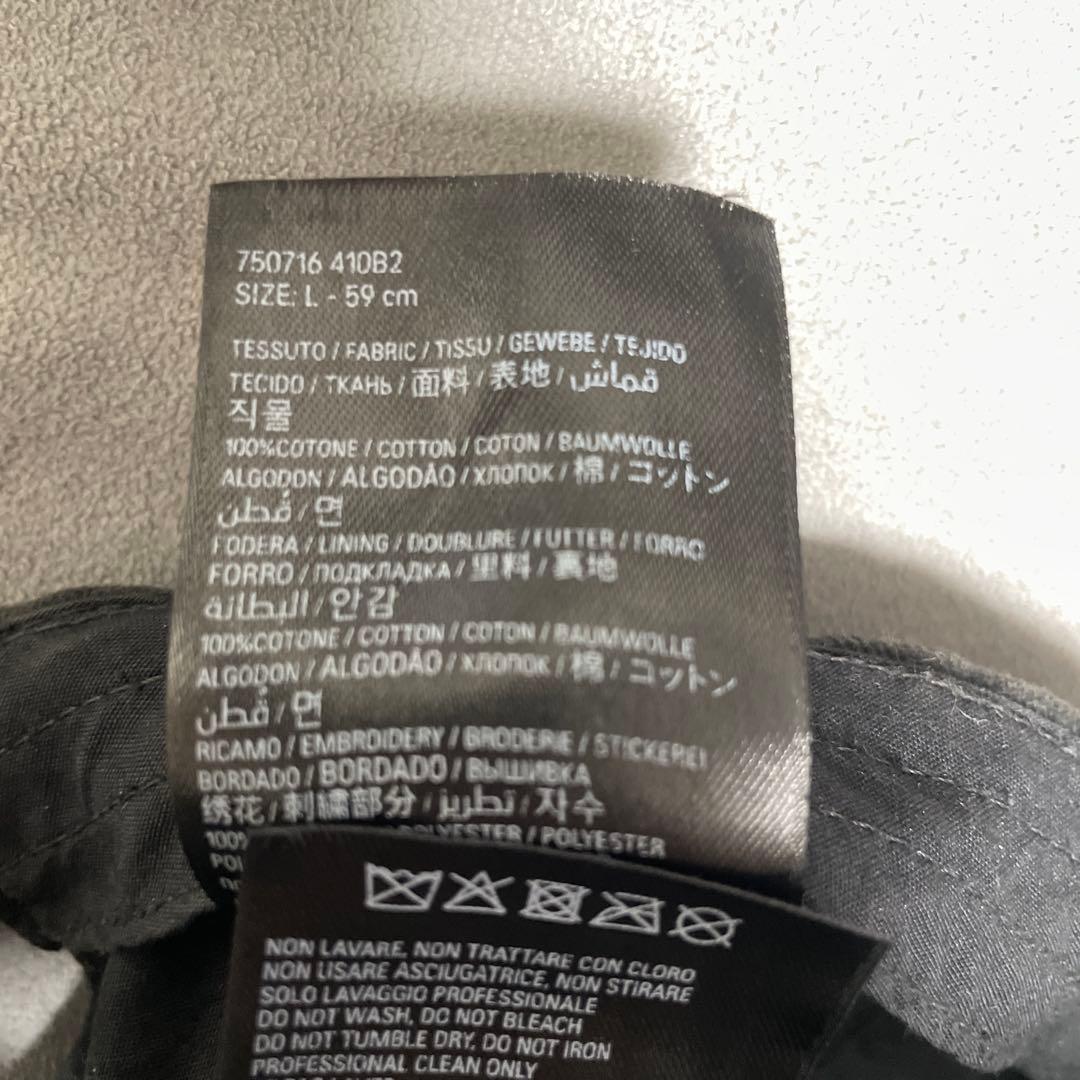 750716 410B2
SIZE: L - 59 cm
TESSUTO / FABRIC / TISSU / GEWEBE / TEJIDO
TECIDO / ТКАНЬ / 面料 / 表地 / قماش
직물
100%COTONE / COTTON / COTON / BAUMWOLLE
ALGODON / ALGODÃO / ХЛОПОК / 棉 / コットン
قُطن / 면
FODERA / LINING / DOUBLURE / FUTTER / FORRO
FORRO / ПОДКЛАДКА / 里料 / 裏地
البطانة / 안감
100%COTONE / COTTON / COTON / BAUMWOLLE
ALGODON / ALGODÃO / ХЛОПОК / 棉 / コットン
قُطن / 면
RICAMO / EMBROIDERY / BRODERIE / STICKEREI
BORDADO / BORDADO / ВЫШИВКА
绣花 / 刺繡部分 / تطريز / 자수
POLYESTER / POLYESTER
NON LAVARE, NON TRATTARE CON CLORO
NON USARE ASCIUGATRICE, NON STIRARE
SOLO LAVAGGIO PROFESSIONALE
DO NOT WASH, DO NOT BLEACH
DO NOT TUMBLE DRY, DO NOT IRON
PROFESSIONAL CLEAN ONLY